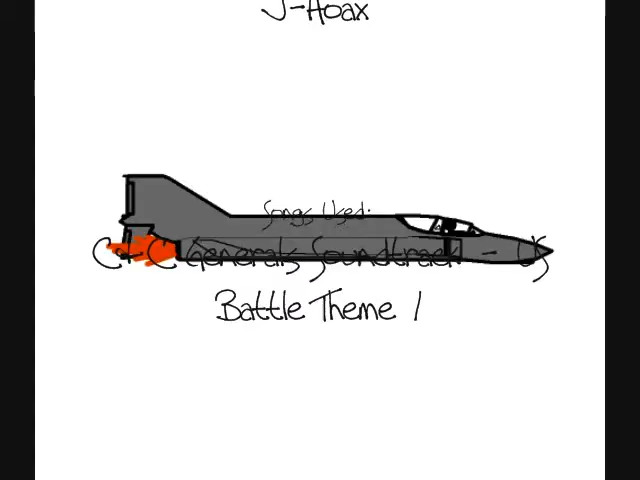 J-Hoax
Songs Used:
C+C Generals Soundtrack - US
Battle Theme 1